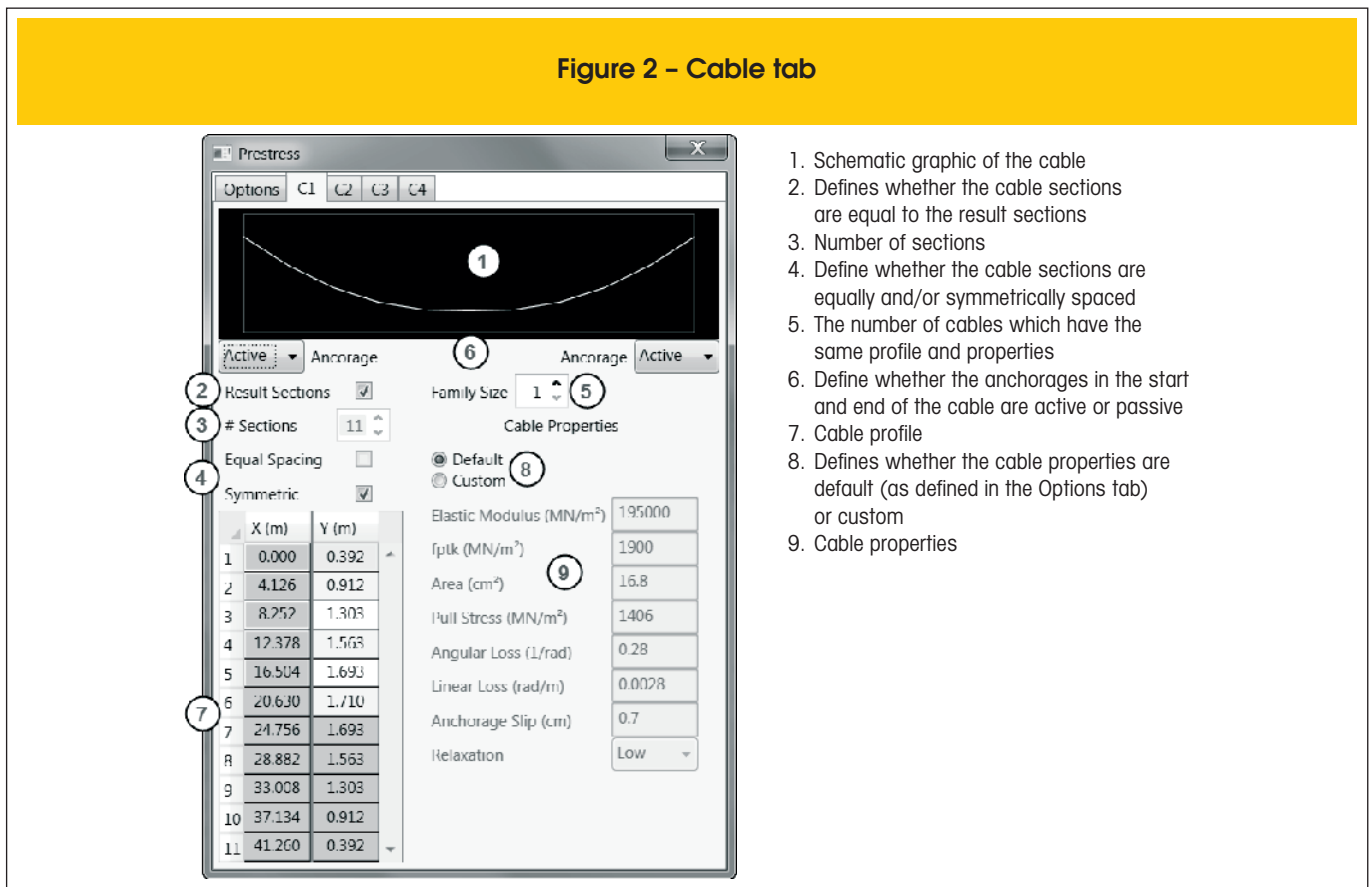 Figure 2 – Cable tab
Prestress
Options C1 C2 C3 C4
1
Active Ancorage 6 Ancorage Active
2 Result Sections Family Size 1 5
3 # Sections 11 Cable Properties
4 Equal Spacing Default 8
Symmetric Custom
X (m) Y (m)
1 0.000 0.392
2 4.126 0.912
3 8.252 1.303
4 12.378 1.563
5 16.504 1.693
6 20.630 1.710
7
7 24.756 1.693
8 28.882 1.563
9 33.008 1.303
10 37.134 0.912
11 41.260 0.392
Elastic Modulus (MN/m²) 195000
fptk (MN/m²) 1900
Area (cm²) 9 16.8
Pull Stress (MN/m²) 1406
Angular Loss (1/rad) 0.28
Linear Loss (rad/m) 0.0028
Anchorage Slip (cm) 0.7
Relaxation Low
1. Schematic graphic of the cable
2. Defines whether the cable sections
are equal to the result sections
3. Number of sections
4. Define whether the cable sections are
equally and/or symmetrically spaced
5. The number of cables which have the
same profile and properties
6. Define whether the anchorages in the start
and end of the cable are active or passive
7. Cable profile
8. Defines whether the cable properties are
default (as defined in the Options tab)
or custom
9. Cable properties